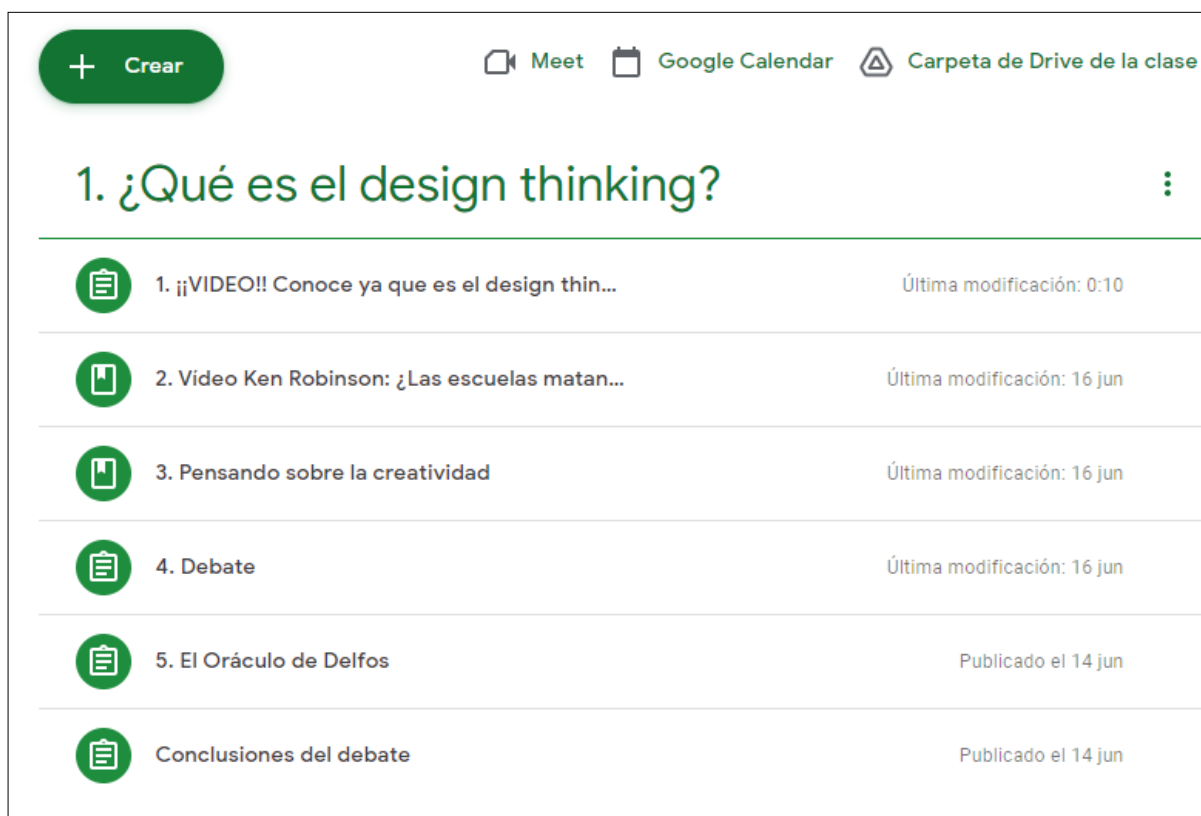 Crear
Meet
Google Calendar
Carpeta de Drive de la clase
1. ¿Qué es el design thinking?
1. ¡¡VIDEO!! Conoce ya que es el design thin...
Última modificación: 0:10
2. Vídeo Ken Robinson: ¿Las escuelas matan...
Última modificación: 16 jun
3. Pensando sobre la creatividad
Última modificación: 16 jun
4. Debate
Última modificación: 16 jun
5. El Oráculo de Delfos
Publicado el 14 jun
Conclusiones del debate
Publicado el 14 jun